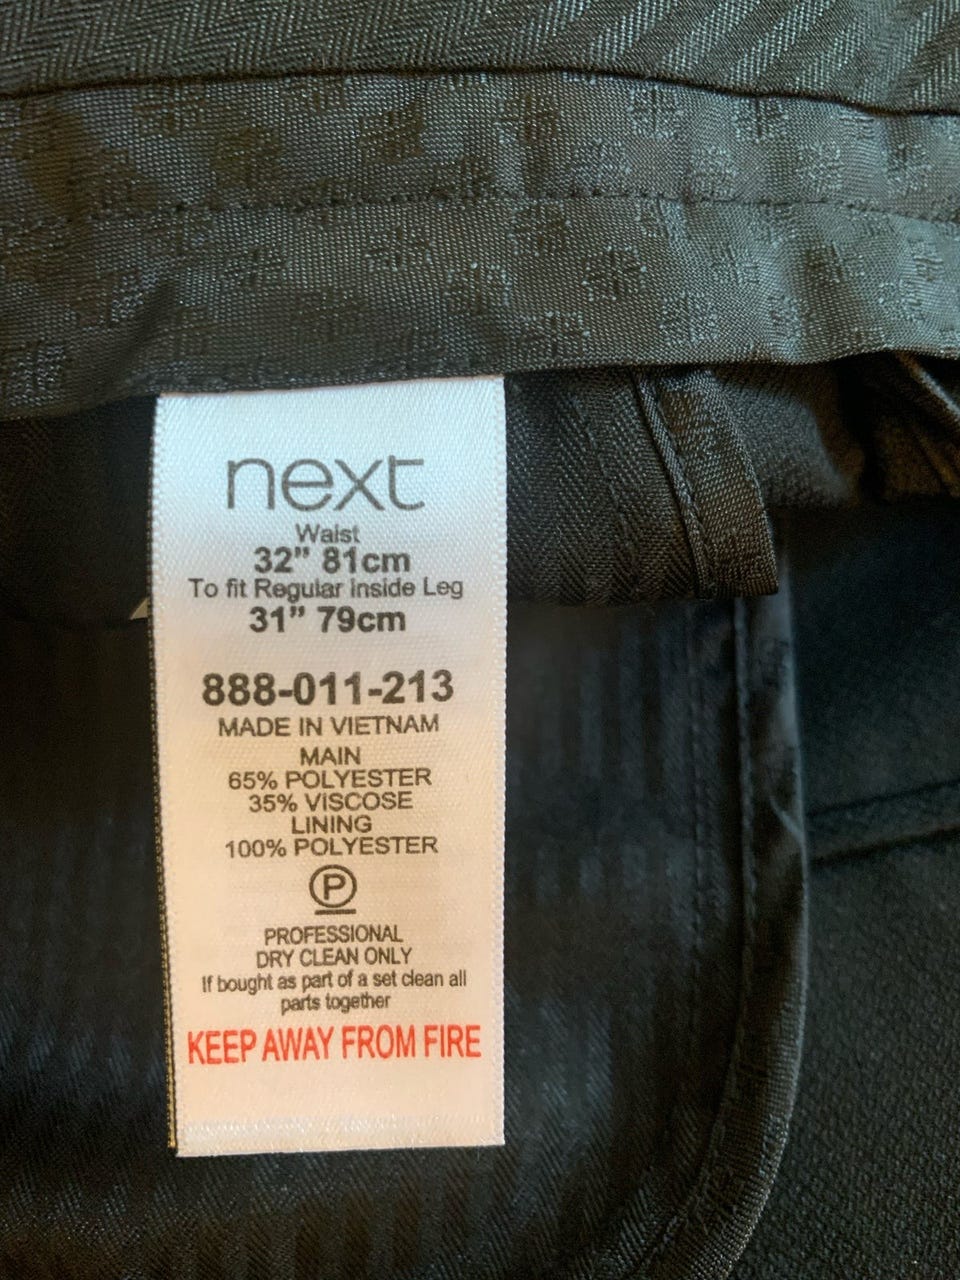 next
Waist
32” 81cm
To fit Regular Inside Leg
31” 79cm
888-011-213
MADE IN VIETNAM
MAIN
65% POLYESTER
35% VISCOSE
LINING
100% POLYESTER
P
PROFESSIONAL
DRY CLEAN ONLY
If bought as part of a set clean all
parts together
KEEP AWAY FROM FIRE